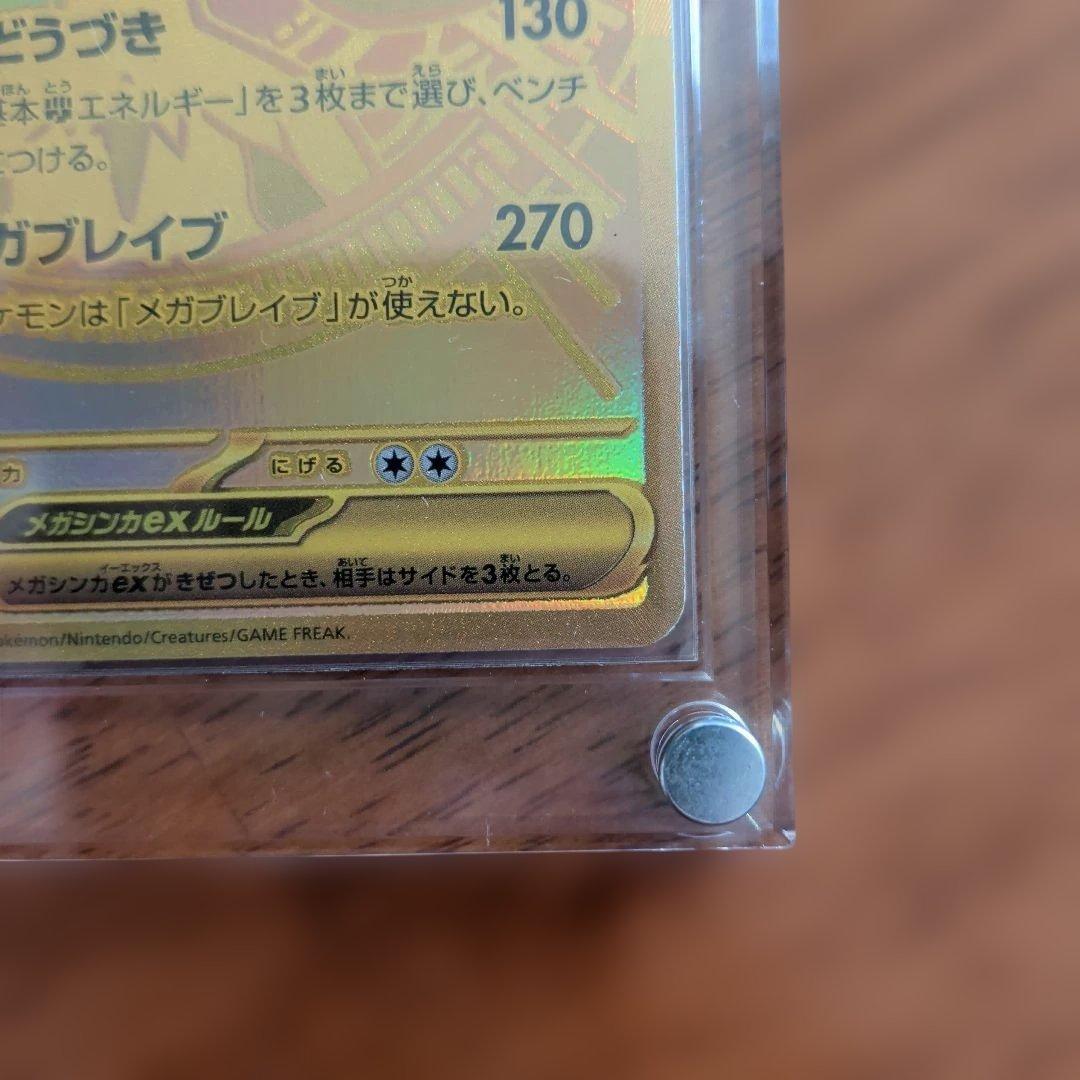 どうづき 130
基本闘エネルギー」を3枚まで選び、ベンチ
につける。
ガブレイブ 270
ケモンは「メガブレイブ」が使えない。
カ にげる
メガシンカexルール
メガシンカexがきぜつしたとき、相手はサイドを3枚とる。
okémon/Nintendo/Creatures/GAME FREAK.